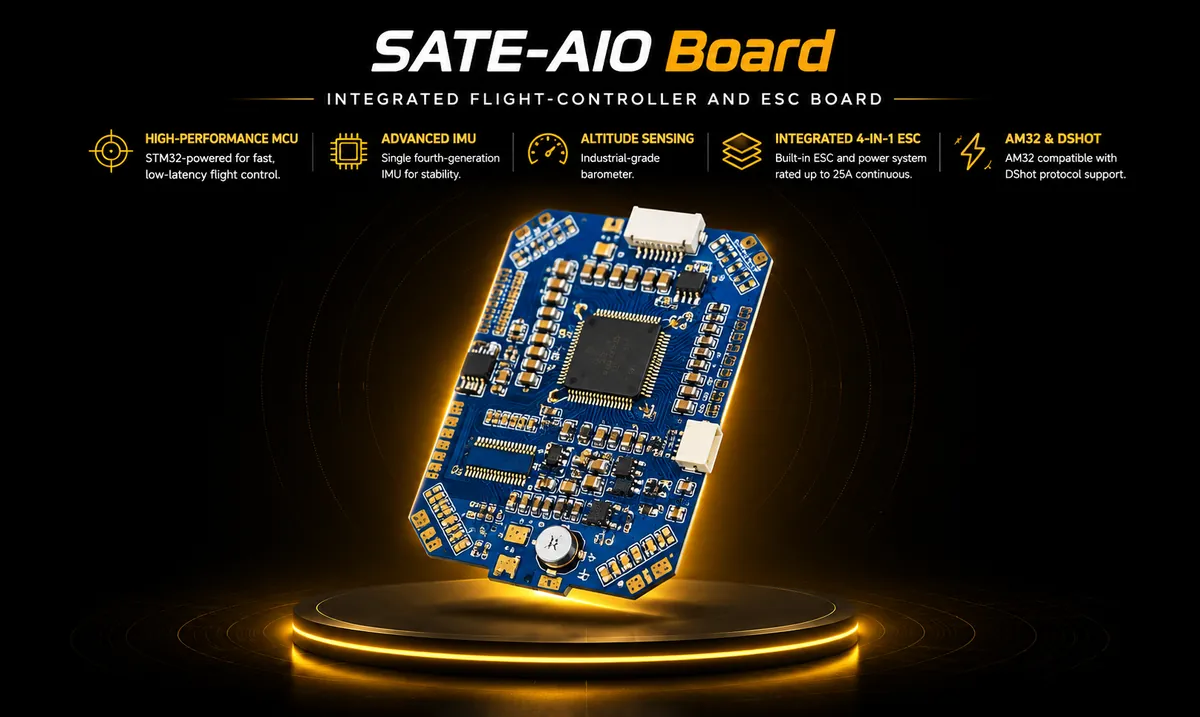 SATE-AIO Board
INTEGRATED FLIGHT-CONTROLLER AND ESC BOARD
HIGH-PERFORMANCE MCU
STM32-powered for fast,
low-latency flight control.
ADVANCED IMU
Single fourth-generation
IMU for stability.
ALTITUDE SENSING
Industrial-grade
barometer.
INTEGRATED 4-IN-1 ESC
Built-in ESC and power system
rated up to 25A continuous.
AM32 & DSHOT
AM32 compatible with
DShot protocol support.